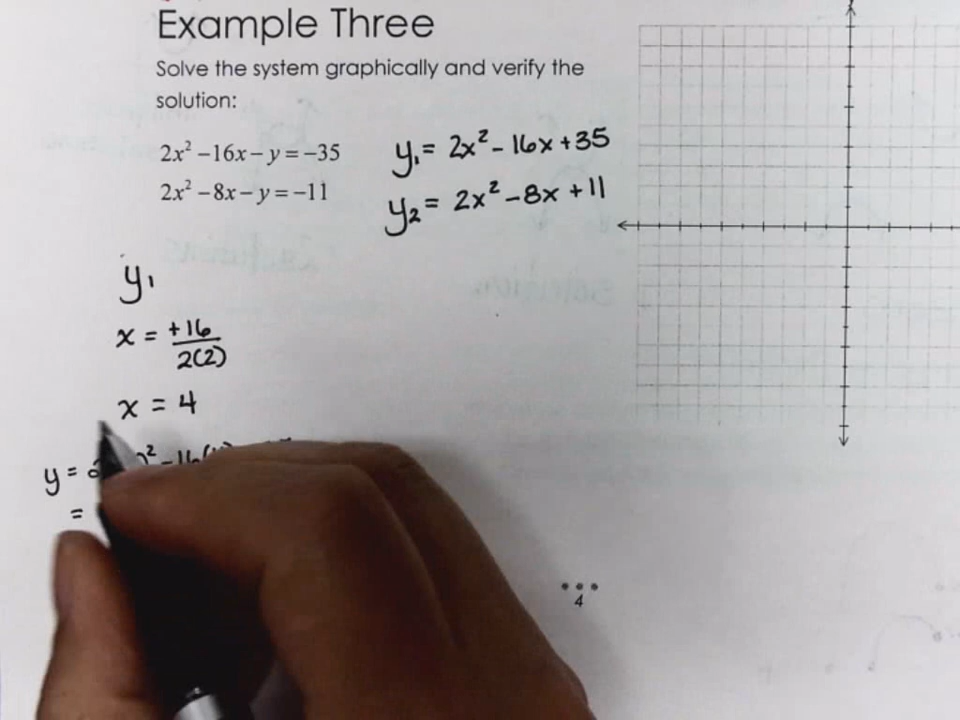 Example Three
Solve the system graphically and verify the
solution:
2x² –16x – y = –35
2x² –8x – y = –11
y₁ = 2x² – 16x + 35
y₂ = 2x² – 8x + 11
y₁
x = +16 / 2(2)
x = 4
y =
=
4